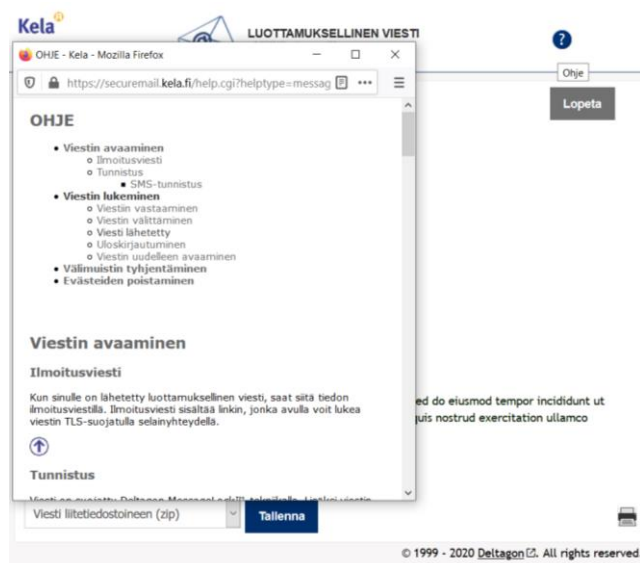 Kela
LUOTTAMUKSELLINEN VIESTI
?
OHJE - Kela - Mozilla Firefox
Ohje
https://securemail.kela.fi/help.cgi?helptype=messag
Lopeta
OHJE
Viestin avaaminen
Ilmoitusviesti
Tunnistus
SMS-tunnistus
Viestin lukeminen
Viestin vastaaminen
Viestin välittäminen
Viesti lähetetty
Uloskirjautuminen
Viestin uudelleen avaaminen
Välimuistin tyhjentäminen
Evästeiden poistaminen
Viestin avaaminen
Ilmoitusviesti
Kun sinulle on lähetetty luottamuksellinen viesti, saat siitä tiedon
ilmoitusviestillä. Ilmoitusviesti sisältää linkin, jonka avulla voit lukea
viestin TLS-suojatulla selainyhteydellä.
ed do eiusmod tempor incididunt ut
uis nostrud exercitation ullamco
Tunnistus
Viesti liitetiedostoineen (zip)
Tallenna
© 1999 - 2020 Deltagon. All rights reserved